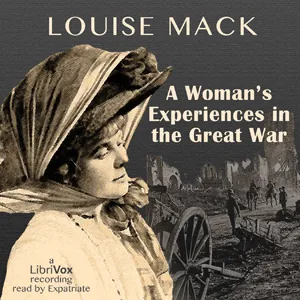 LOUISE MACK
A Woman's
Experiences in
the Great War
a
LibriVox
recording
read by Expatriate